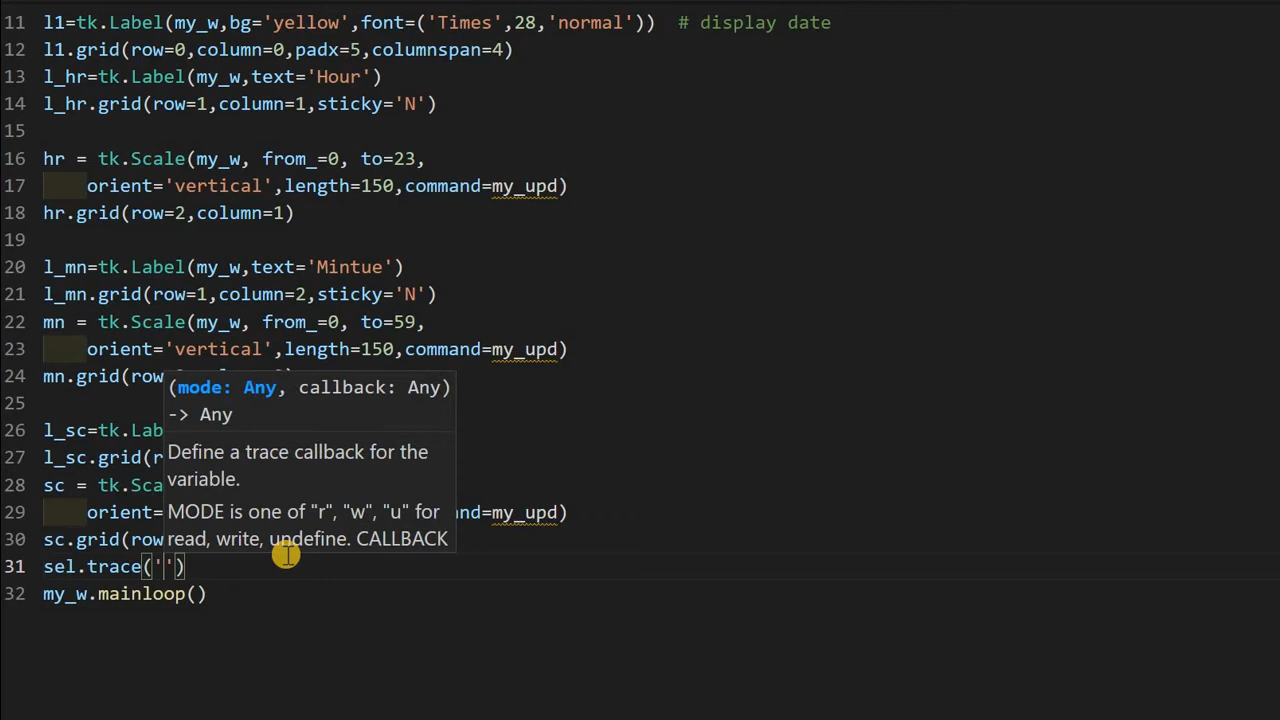 11 l1=tk.Label(my_w,bg='yellow',font=('Times',28,'normal'))  # display date
12 l1.grid(row=0,column=0,padx=5,columnspan=4)
13 l_hr=tk.Label(my_w,text='Hour')
14 l_hr.grid(row=1,column=1,sticky='N')
15
16 hr = tk.Scale(my_w, from_=0, to=23,
17     orient='vertical',length=150,command=my_upd)
18 hr.grid(row=2,column=1)
19
20 l_mn=tk.Label(my_w,text='Mintue')
21 l_mn.grid(row=1,column=2,sticky='N')
22 mn = tk.Scale(my_w, from_=0, to=59,
23     orient='vertical',length=150,command=my_upd)
24 mn.grid(row
(mode: Any, callback: Any)
-> Any
Define a trace callback for the
variable.
MODE is one of "r", "w", "u" for
read, write, undefine. CALLBACK
25
26 l_sc=tk.Lab
27 l_sc.grid(r
28 sc = tk.Sca
29     orient= nd=my_upd)
30 sc.grid(row
31 sel.trace('')
32 my_w.mainloop()